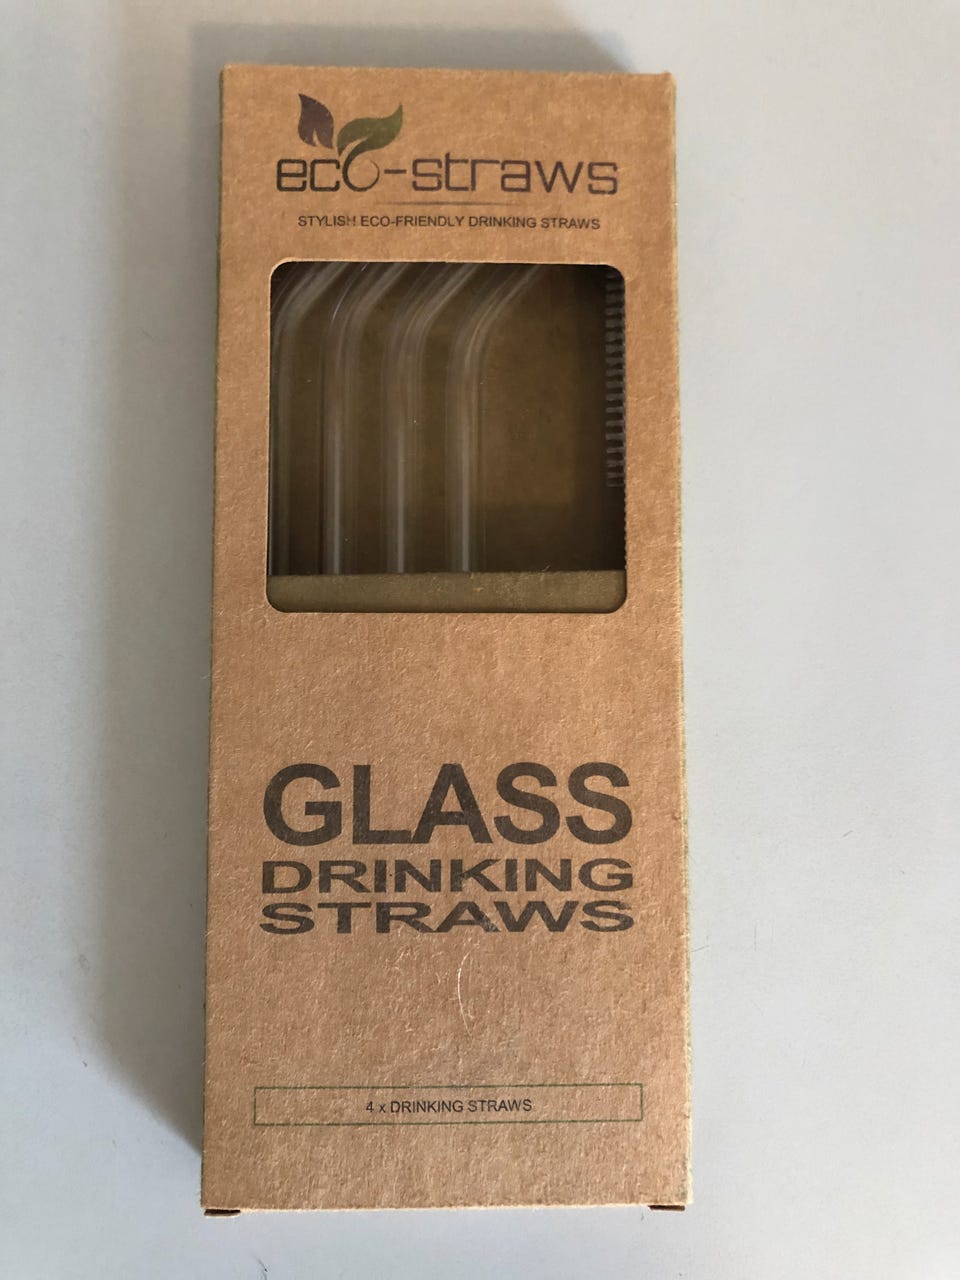 eco-straws
STYLISH ECO-FRIENDLY DRINKING STRAWS
GLASS
DRINKING
STRAWS
4 x DRINKING STRAWS